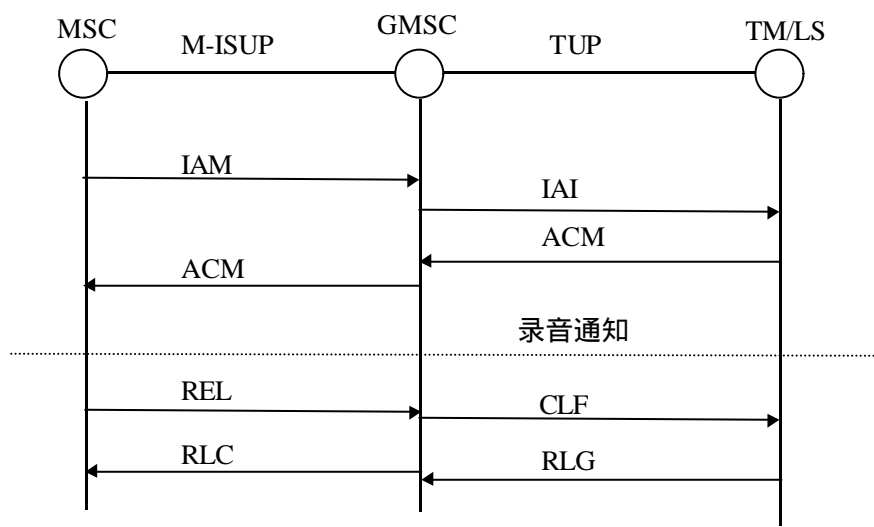 MSC
GMSC
TM/LS
M-ISUP
TUP
IAM
IAI
ACM
ACM
录音通知
REL
CLF
RLC
RLG